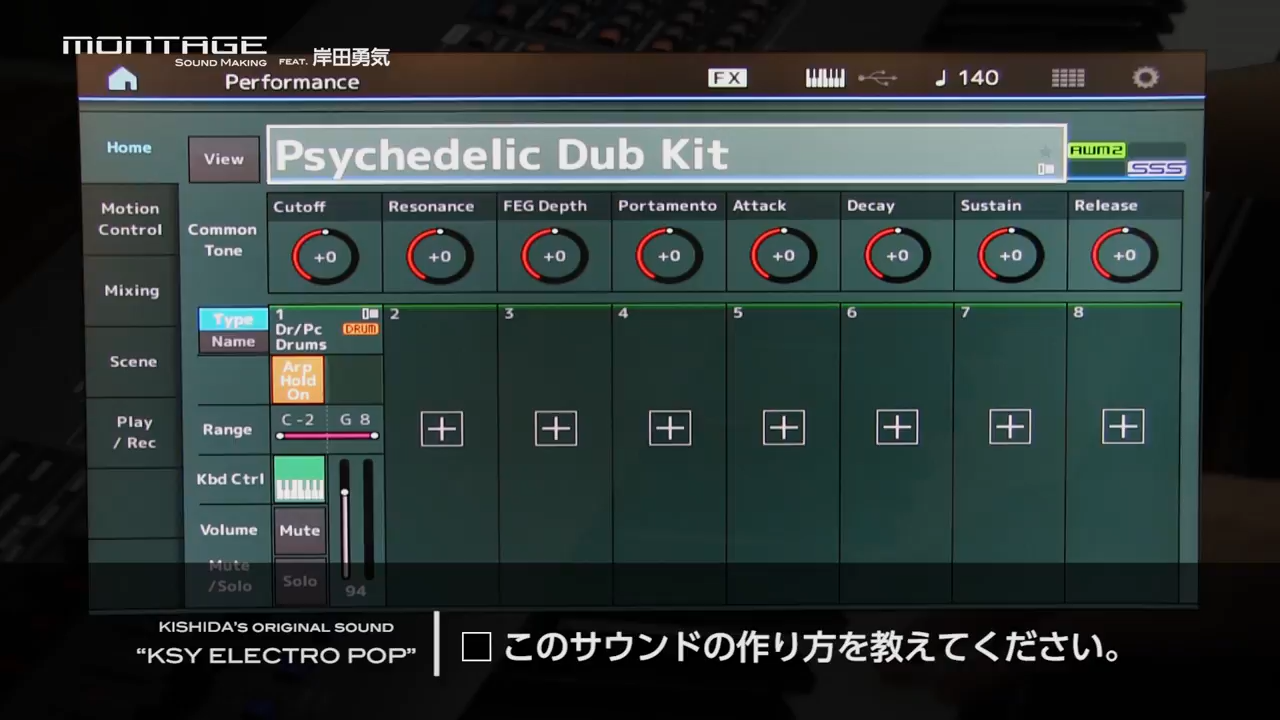 MONTAGE
SOUND MAKING FEAT. 岸田勇気
Performance
FX
♩ 140
Home
View
Psychedelic Dub Kit
AWM2
SSS
Motion
Control
Common
Tone
Cutoff
+0
Resonance
+0
FEG Depth
+0
Portamento
+0
Attack
+0
Decay
+0
Sustain
+0
Release
+0
Mixing
Scene
Play
/ Rec
Type
Name
1
Dr/Pc DRUM
Drums
2
3
4
5
6
7
8
Arp
Hold
On
Range
C -2 G 8
Kbd Ctrl
Volume
Mute
Mute
/Solo
Solo
94
KISHIDA'S ORIGINAL SOUND
“KSY ELECTRO POP”
□ このサウンドの作り方を教えてください。